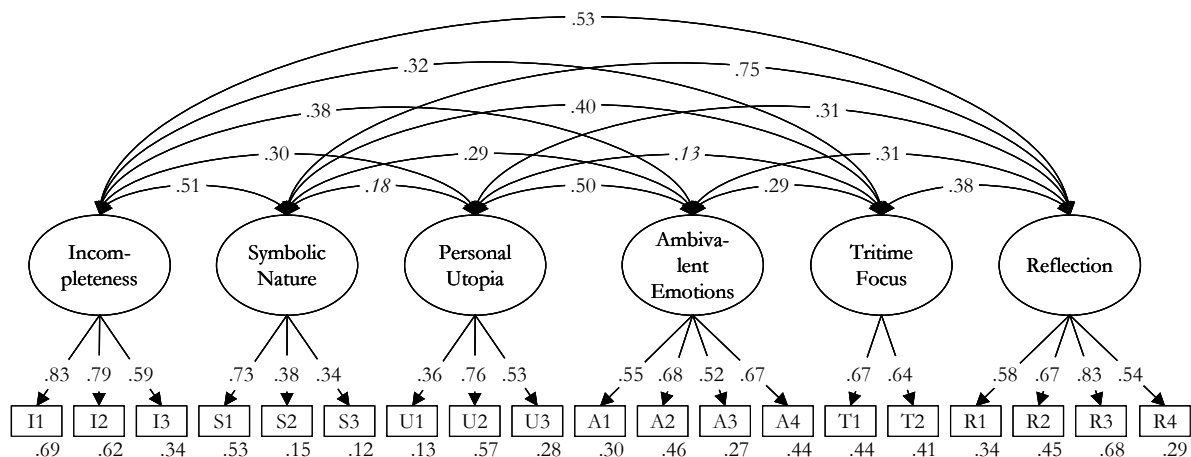 .53
.32 .75
.38 .40 .31
.30 .29 .13 .31
.51 .18 .50 .29 .38
Incom-
pleteness
Symbolic
Nature
Personal
Utopia
Ambiva-
lent
Emotions
Tritime
Focus
Reflection
.83 .79 .59 .73 .38 .34 .36 .76 .53 .55 .68 .52 .67 .67 .64 .58 .67 .83 .54
I1 I2 I3 S1 S2 S3 U1 U2 U3 A1 A2 A3 A4 T1 T2 R1 R2 R3 R4
.69 .62 .34 .53 .15 .12 .13 .57 .28 .30 .46 .27 .44 .44 .41 .34 .45 .68 .29